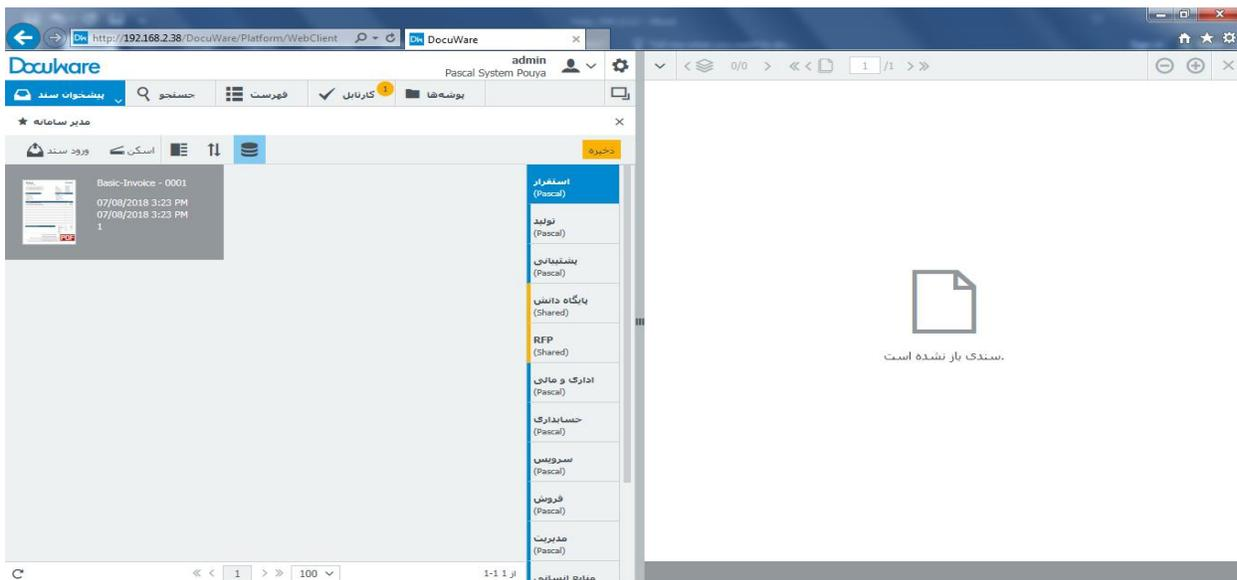 http://192.168.2.38/DocuWare/Platform/WebClient
DocuWare
DocuWare
admin
Pascal System Pouya
0/0
1 /1
پیشخوان سند
جستجو
فهرست
کارتابل
1
پوشه‌ها
مدیر سامانه
ورود سند
اسکن
ذخیره
Basic-Invoice - 0001
07/08/2018 3:23 PM
07/08/2018 3:23 PM
1
PDF
استقرار
(Pascal)
تولید
(Pascal)
پشتیبانی
(Pascal)
پایگاه دانش
(Shared)
RFP
(Shared)
اداری و مالی
(Pascal)
حسابداری
(Pascal)
سرویس
(Pascal)
فروش
(Pascal)
مدیریت
(Pascal)
منابع انسانی
سندی باز نشده است.
1
100
1-1 از 1